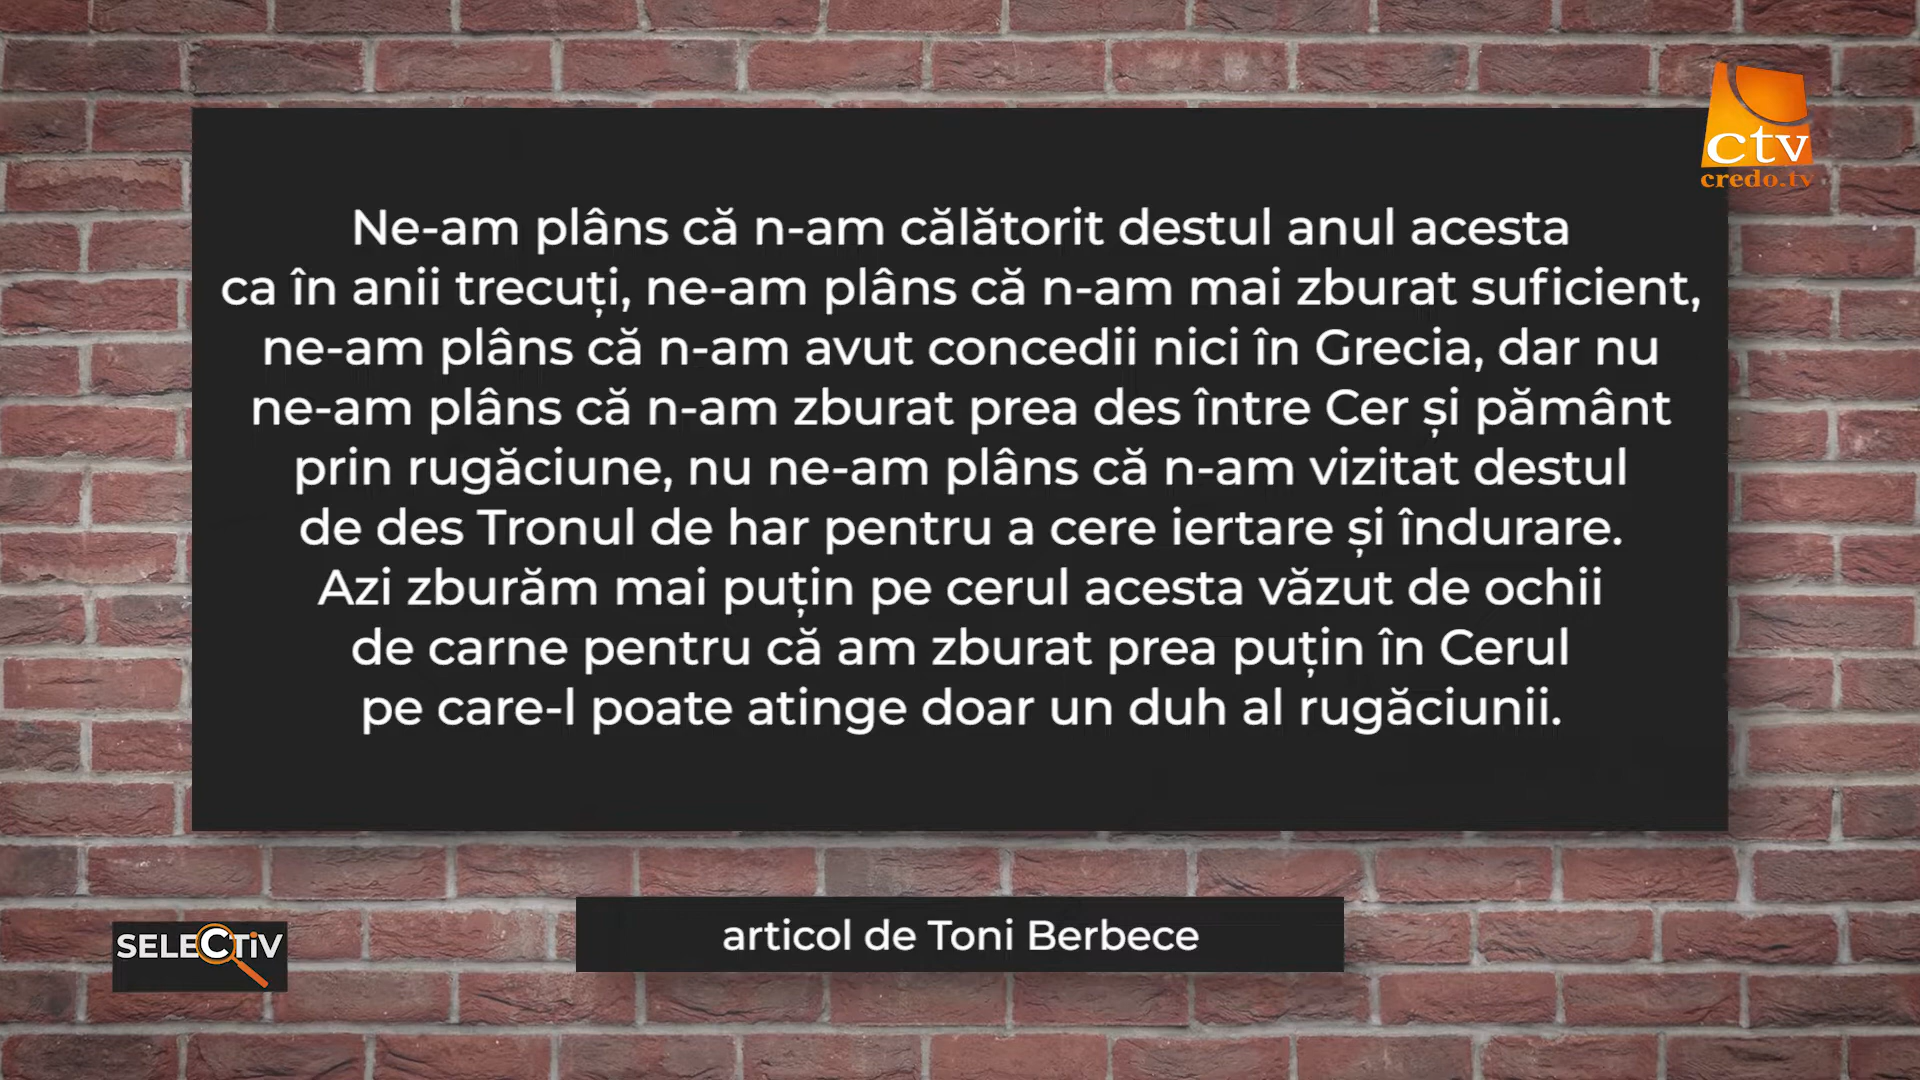 ctv
credo.tv
Ne-am plâns că n-am călătorit destul anul acesta
ca în anii trecuți, ne-am plâns că n-am mai zburat suficient,
ne-am plâns că n-am avut concedii nici în Grecia, dar nu
ne-am plâns că n-am zburat prea des între Cer și pământ
prin rugăciune, nu ne-am plâns că n-am vizitat destul
de des Tronul de har pentru a cere iertare și îndurare.
Azi zburăm mai puțin pe cerul acesta văzut de ochii
de carne pentru că am zburat prea puțin în Cerul
pe care-l poate atinge doar un duh al rugăciunii.
articol de Toni Berbece
SELECTiV